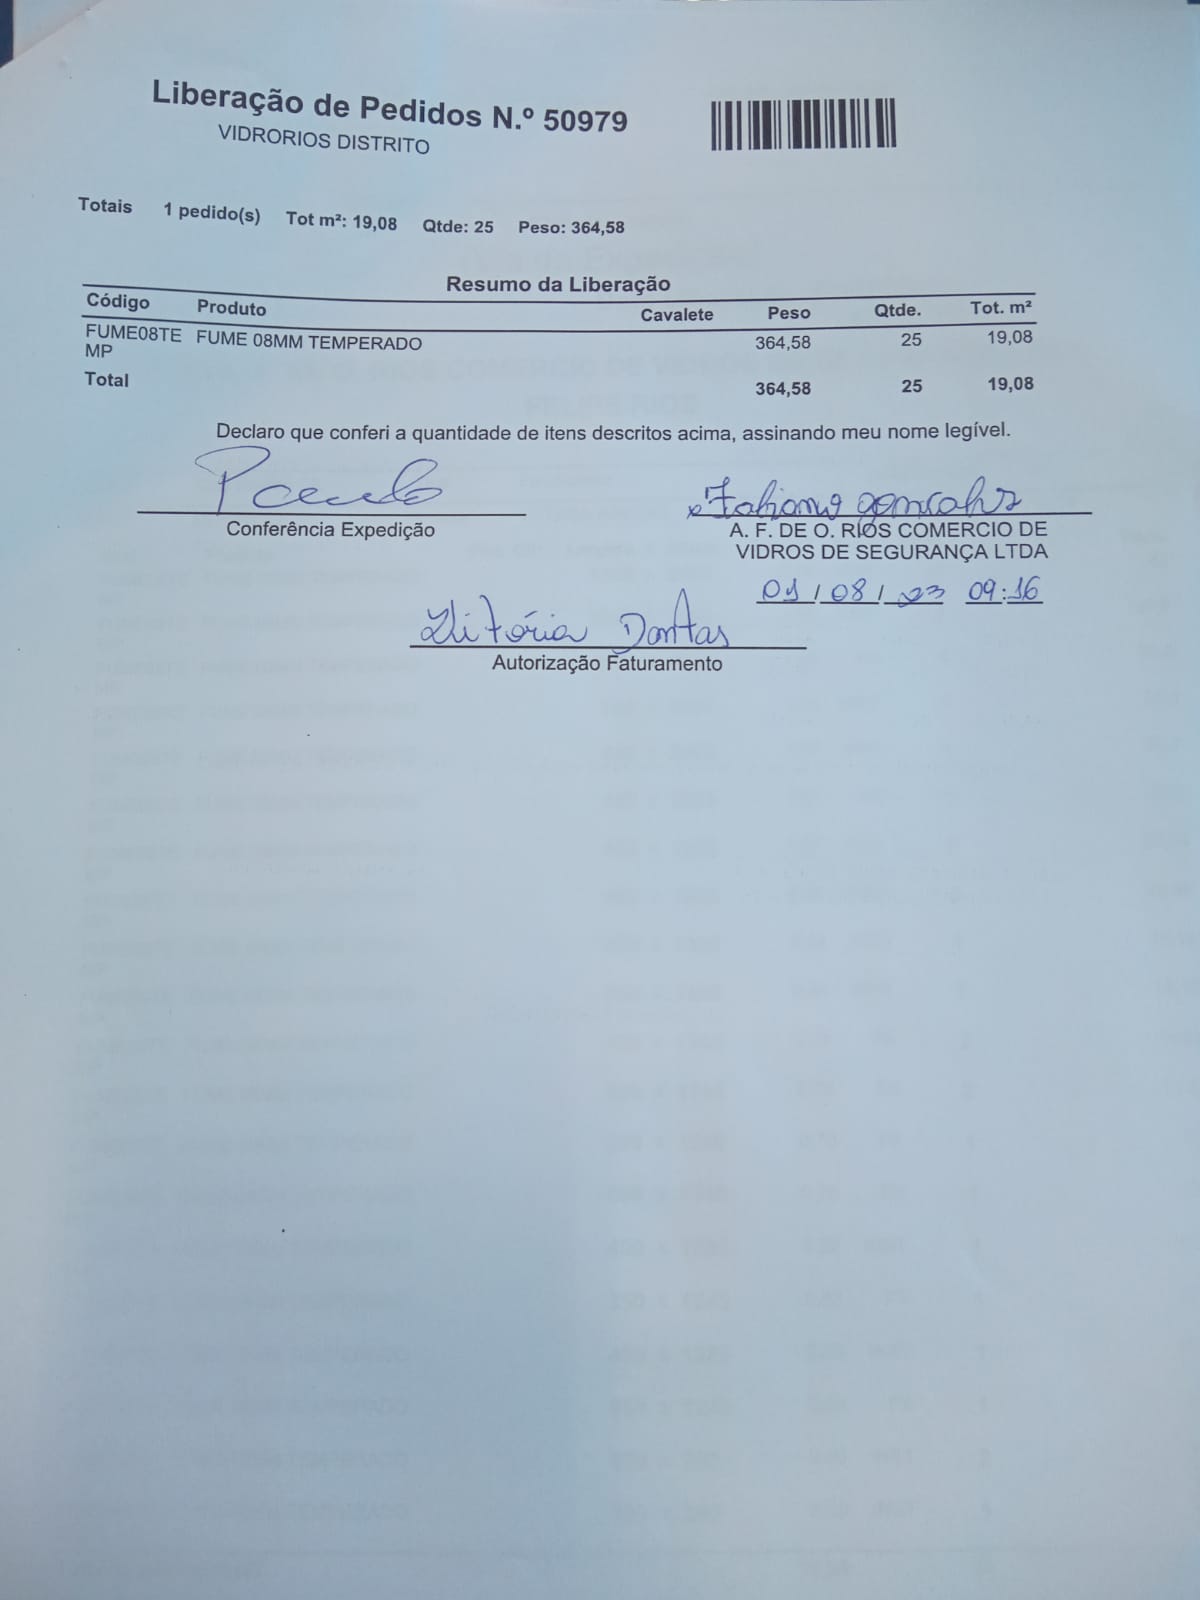 Liberação de Pedidos N.º 50979
VIDRORIOS DISTRITO
Totais 1 pedido(s) Tot m²: 19,08 Qtde: 25 Peso: 364,58
Resumo da Liberação
Código Produto Cavalete Peso Qtde. Tot. m²
FUME08TE FUME 08MM TEMPERADO 364,58 25 19,08
MP
Total 364,58 25 19,08
Declaro que conferi a quantidade de itens descritos acima, assinando meu nome legível.
Conferência Expedição
Fabiano gonçalvz
A. F. DE O. RIOS COMERCIO DE
VIDROS DE SEGURANÇA LTDA
01/08/23 09:16
Vitória Dantas
Autorização Faturamento